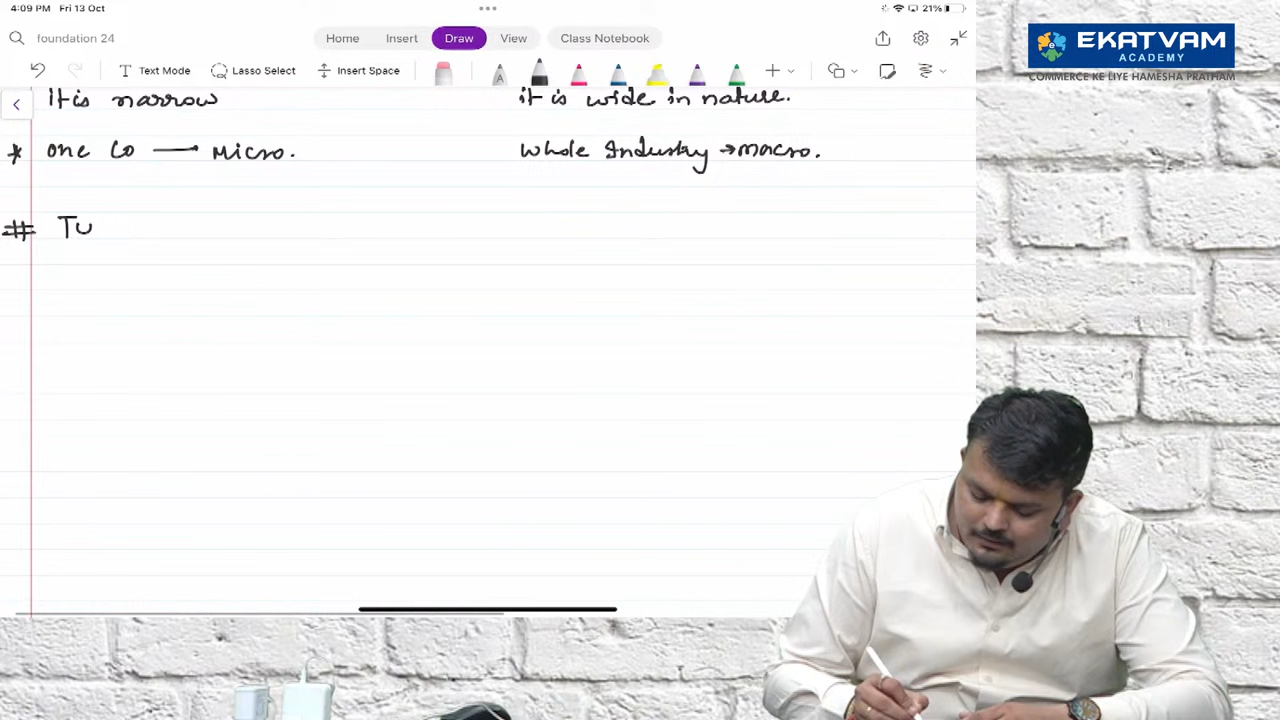 4:09 PM Fri 13 Oct
21%
foundation 24
Home Insert Draw View Class Notebook
Text Mode Lasso Select Insert Space
It is narrow it is wide in nature.
* one Co → Micro. whole Industry → macro.
# Tu
EKATVAM
ACADEMY
COMMERCE KE LIYE HAMESHA PRATHAM